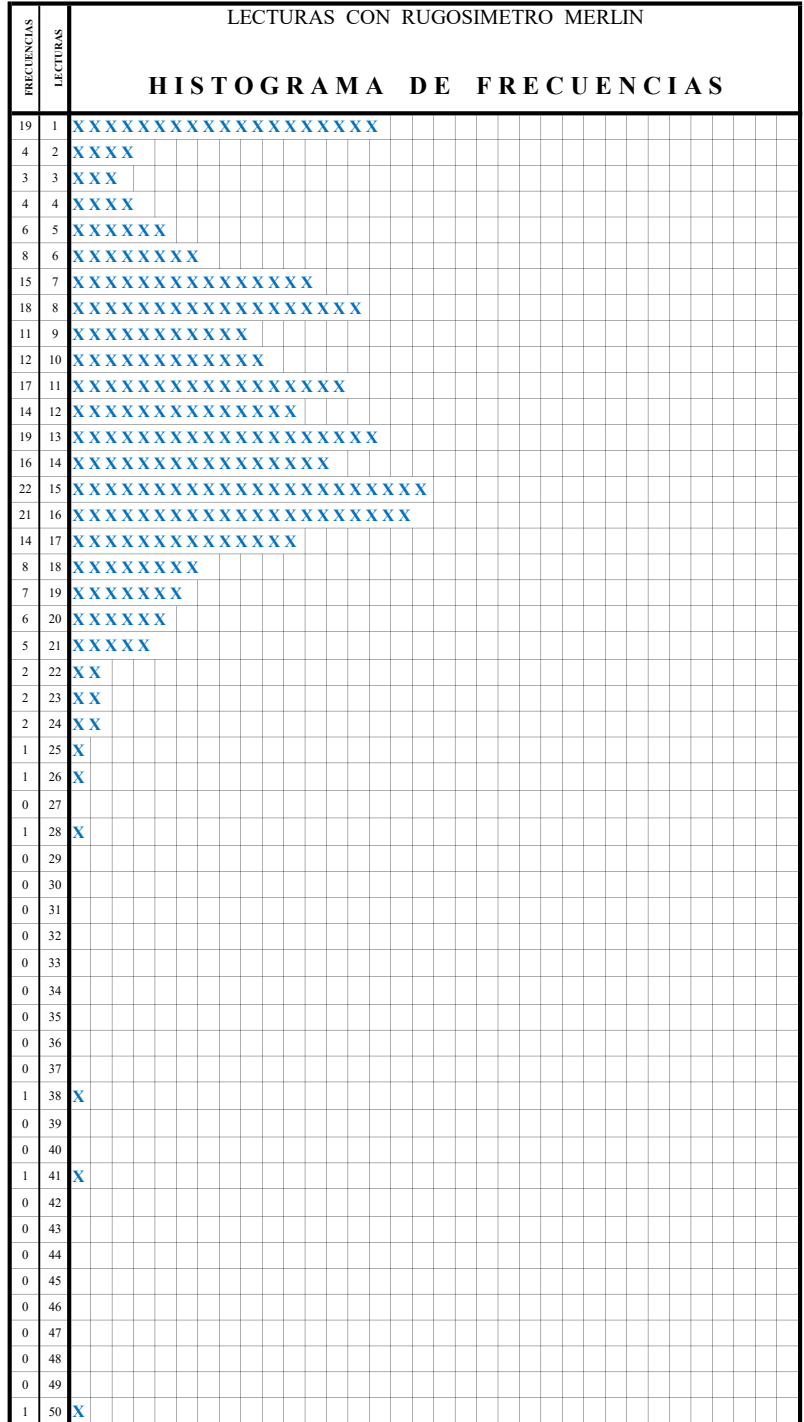 LECTURAS CON RUGOSIMETRO MERLIN
FRECUENCIAS
LECTURAS
HISTOGRAMA DE FRECUENCIAS
19 1 XXXXXXXXXXXXXXXXXXX
4 2 XXXX
3 3 XXX
4 4 XXXX
6 5 XXXXXX
8 6 XXXXXXXX
15 7 XXXXXXXXXXXXXXX
18 8 XXXXXXXXXXXXXXXXXX
11 9 XXXXXXXXXXX
12 10 XXXXXXXXXXXX
17 11 XXXXXXXXXXXXXXXXX
14 12 XXXXXXXXXXXXXX
19 13 XXXXXXXXXXXXXXXXXXX
16 14 XXXXXXXXXXXXXXXX
22 15 XXXXXXXXXXXXXXXXXXXXXX
21 16 XXXXXXXXXXXXXXXXXXXXX
14 17 XXXXXXXXXXXXXX
8 18 XXXXXXXX
7 19 XXXXXXX
6 20 XXXXXX
5 21 XXXXX
2 22 XX
2 23 XX
2 24 XX
1 25 X
1 26 X
0 27
1 28 X
0 29
0 30
0 31
0 32
0 33
0 34
0 35
0 36
0 37
1 38 X
0 39
0 40
1 41 X
0 42
0 43
0 44
0 45
0 46
0 47
0 48
0 49
1 50 X